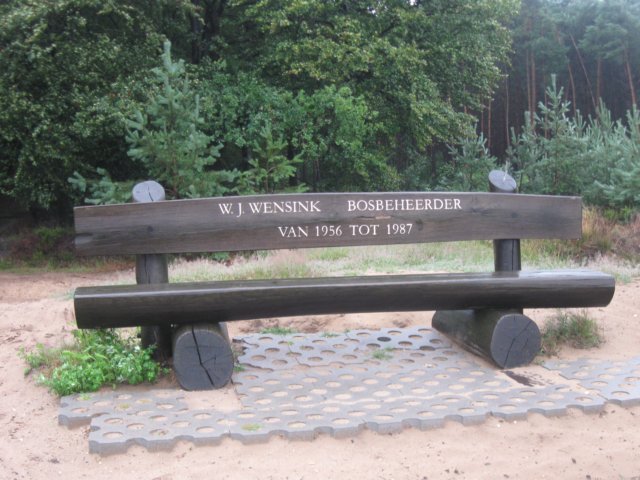 W. J. WENSINK BOSBEHEERDER
VAN 1956 TOT 1987